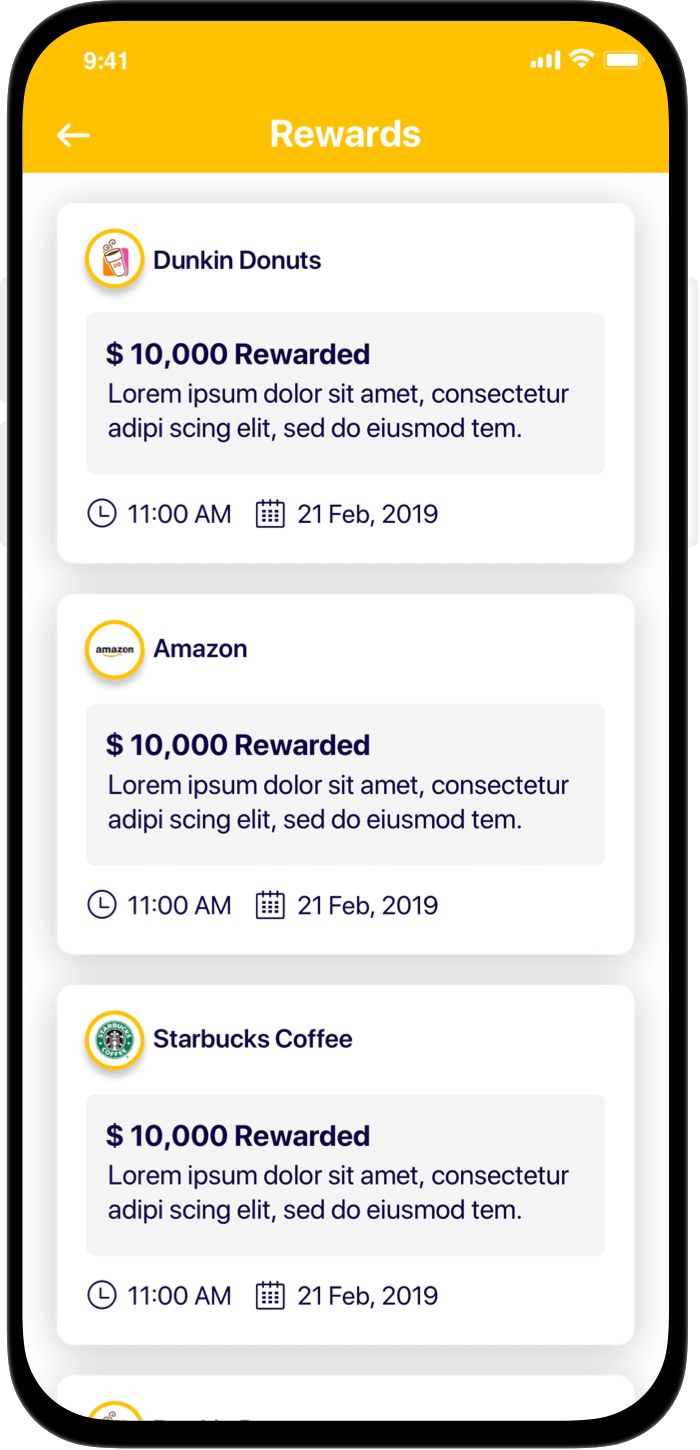 9:41
Rewards
Dunkin Donuts
$ 10,000 Rewarded
Lorem ipsum dolor sit amet, consectetur
adipi scing elit, sed do eiusmod tem.
11:00 AM 21 Feb, 2019
amazon Amazon
$ 10,000 Rewarded
Lorem ipsum dolor sit amet, consectetur
adipi scing elit, sed do eiusmod tem.
11:00 AM 21 Feb, 2019
STARBUCKS COFFEE Starbucks Coffee
$ 10,000 Rewarded
Lorem ipsum dolor sit amet, consectetur
adipi scing elit, sed do eiusmod tem.
11:00 AM 21 Feb, 2019